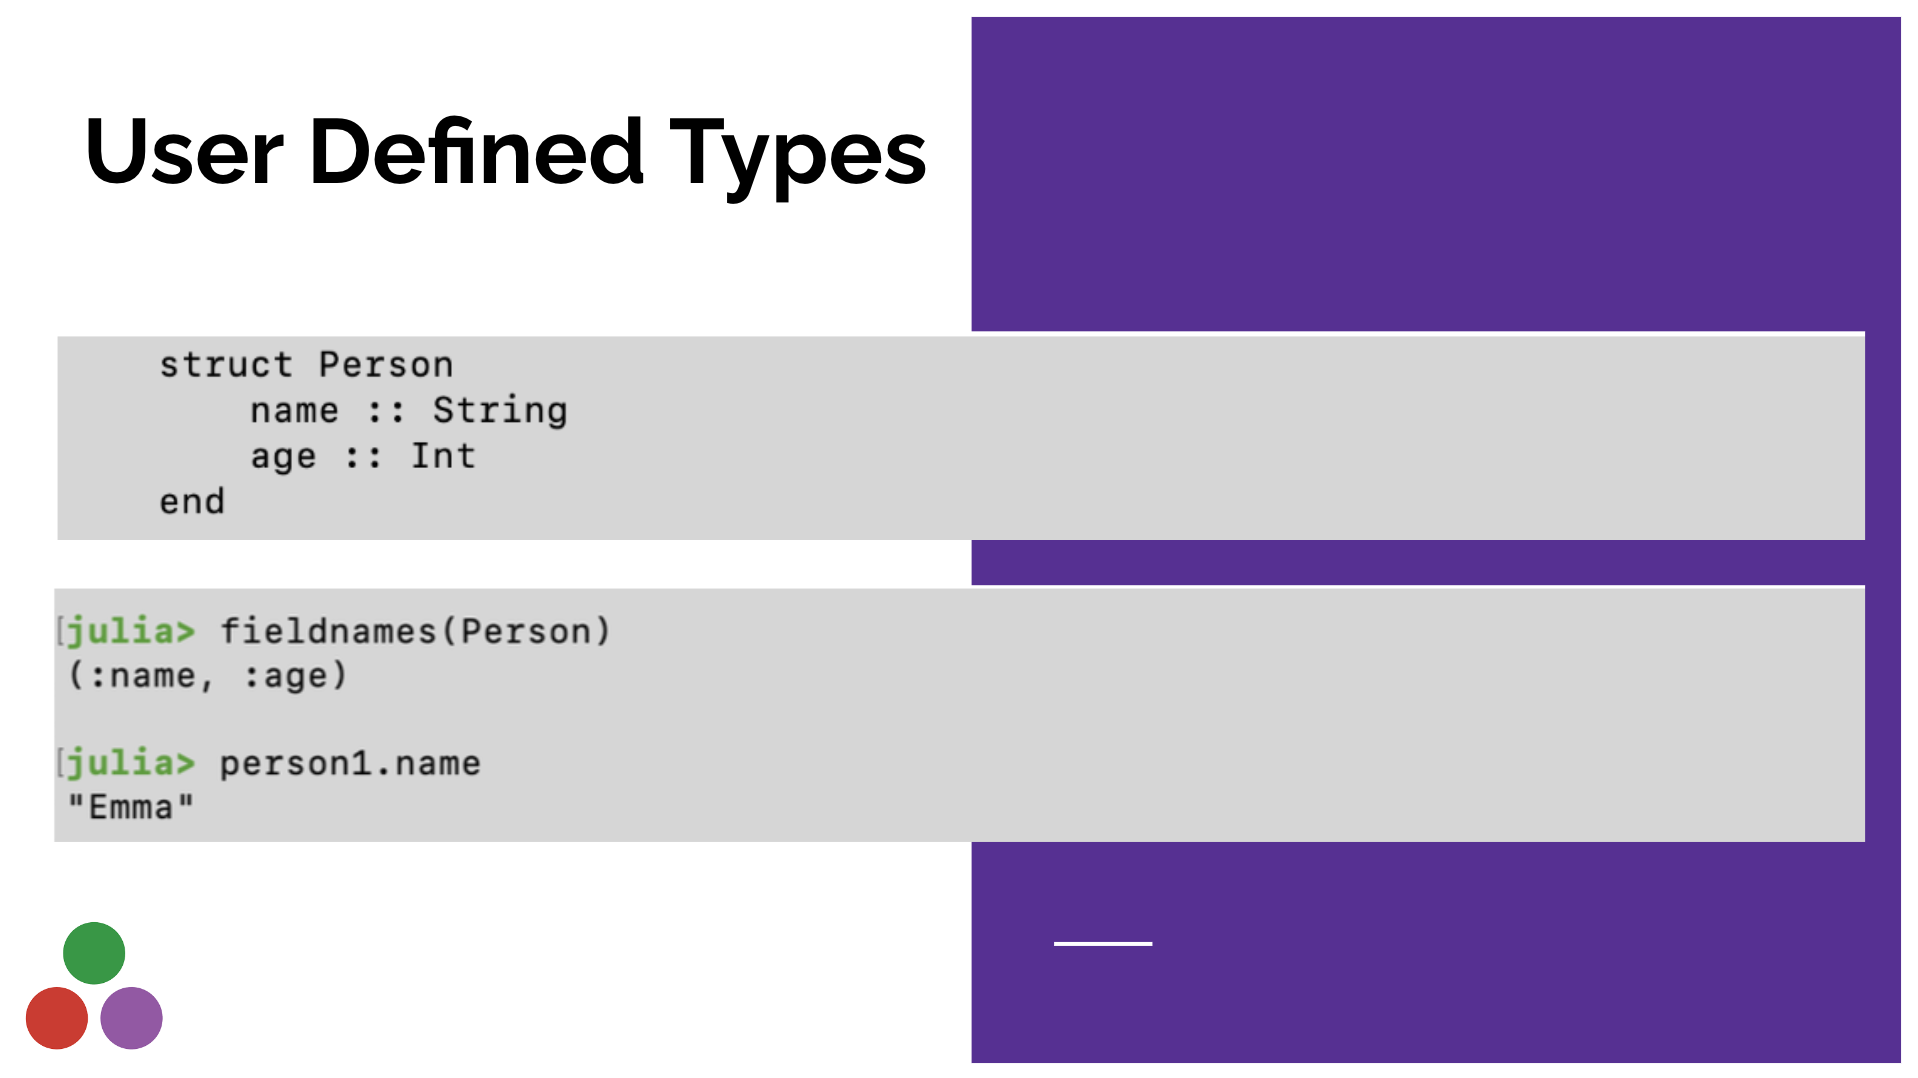 User Defined Types
struct Person
name :: String
age :: Int
end
[julia> fieldnames(Person)
(:name, :age)
[julia> person1.name
"Emma"